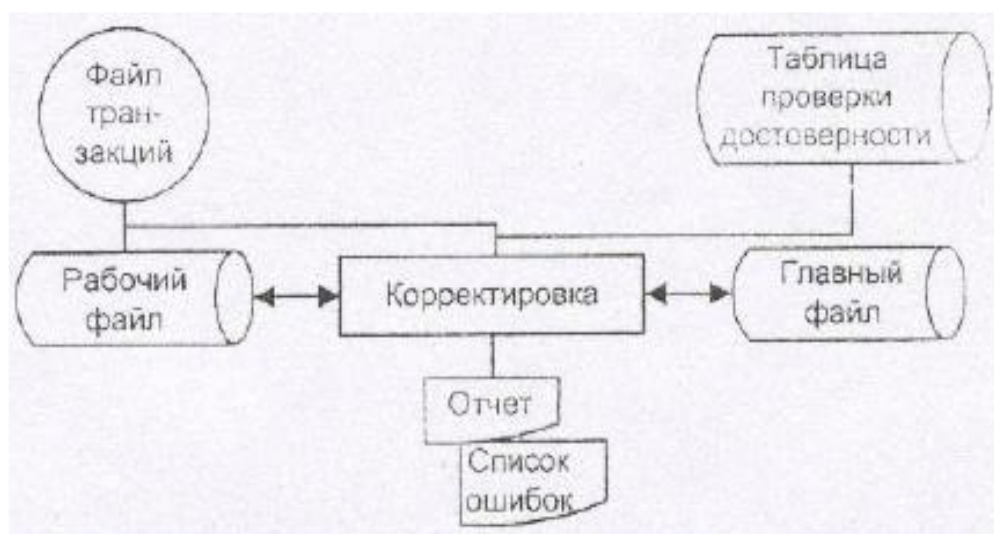 Файл
тран-
закций
Таблица
проверки
достоверности
Рабочий
файл
Корректировка
Главный
файл
Отчет
Список
ошибок